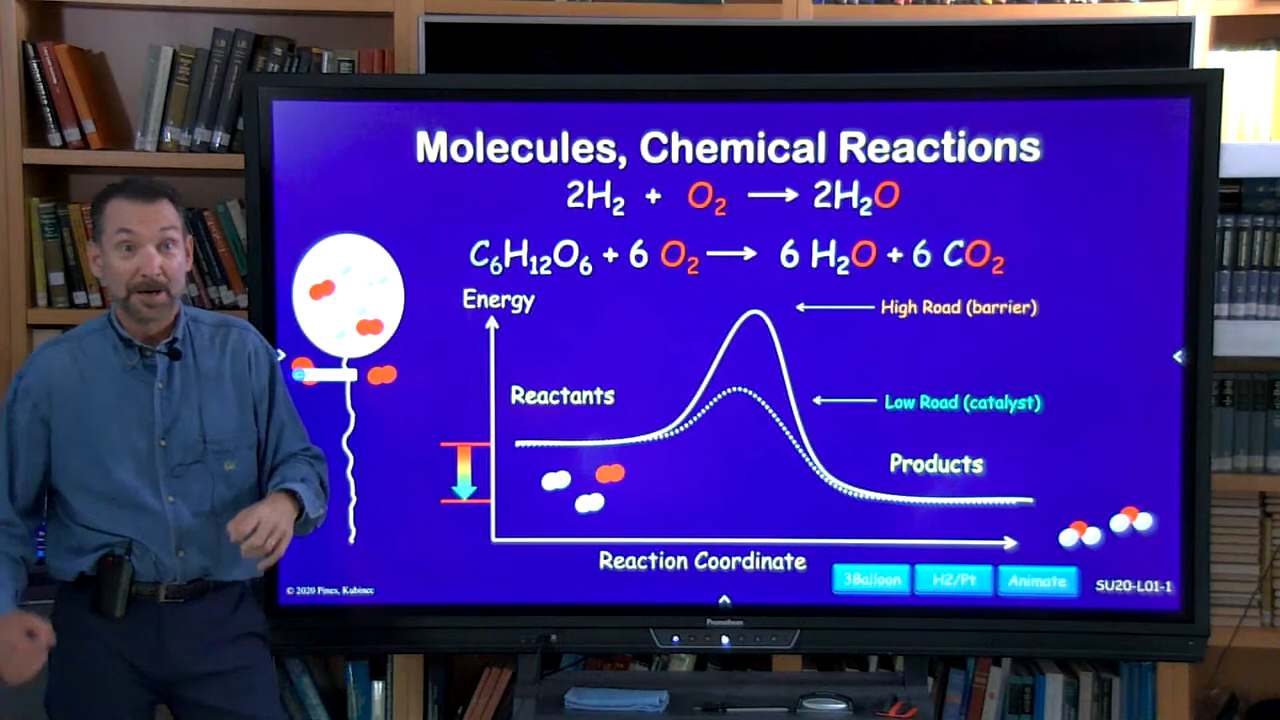 Molecules, Chemical Reactions
2H₂ + O₂ → 2H₂O
C₆H₁₂O₆ + 6 O₂ → 6 H₂O + 6 CO₂
Energy
High Road (barrier)
Reactants
Low Road (catalyst)
Products
Reaction Coordinate
3Balloon
H2/Pt
Animate
SU20-L01-1
© 2020 Pines, Kubinec
Promethean